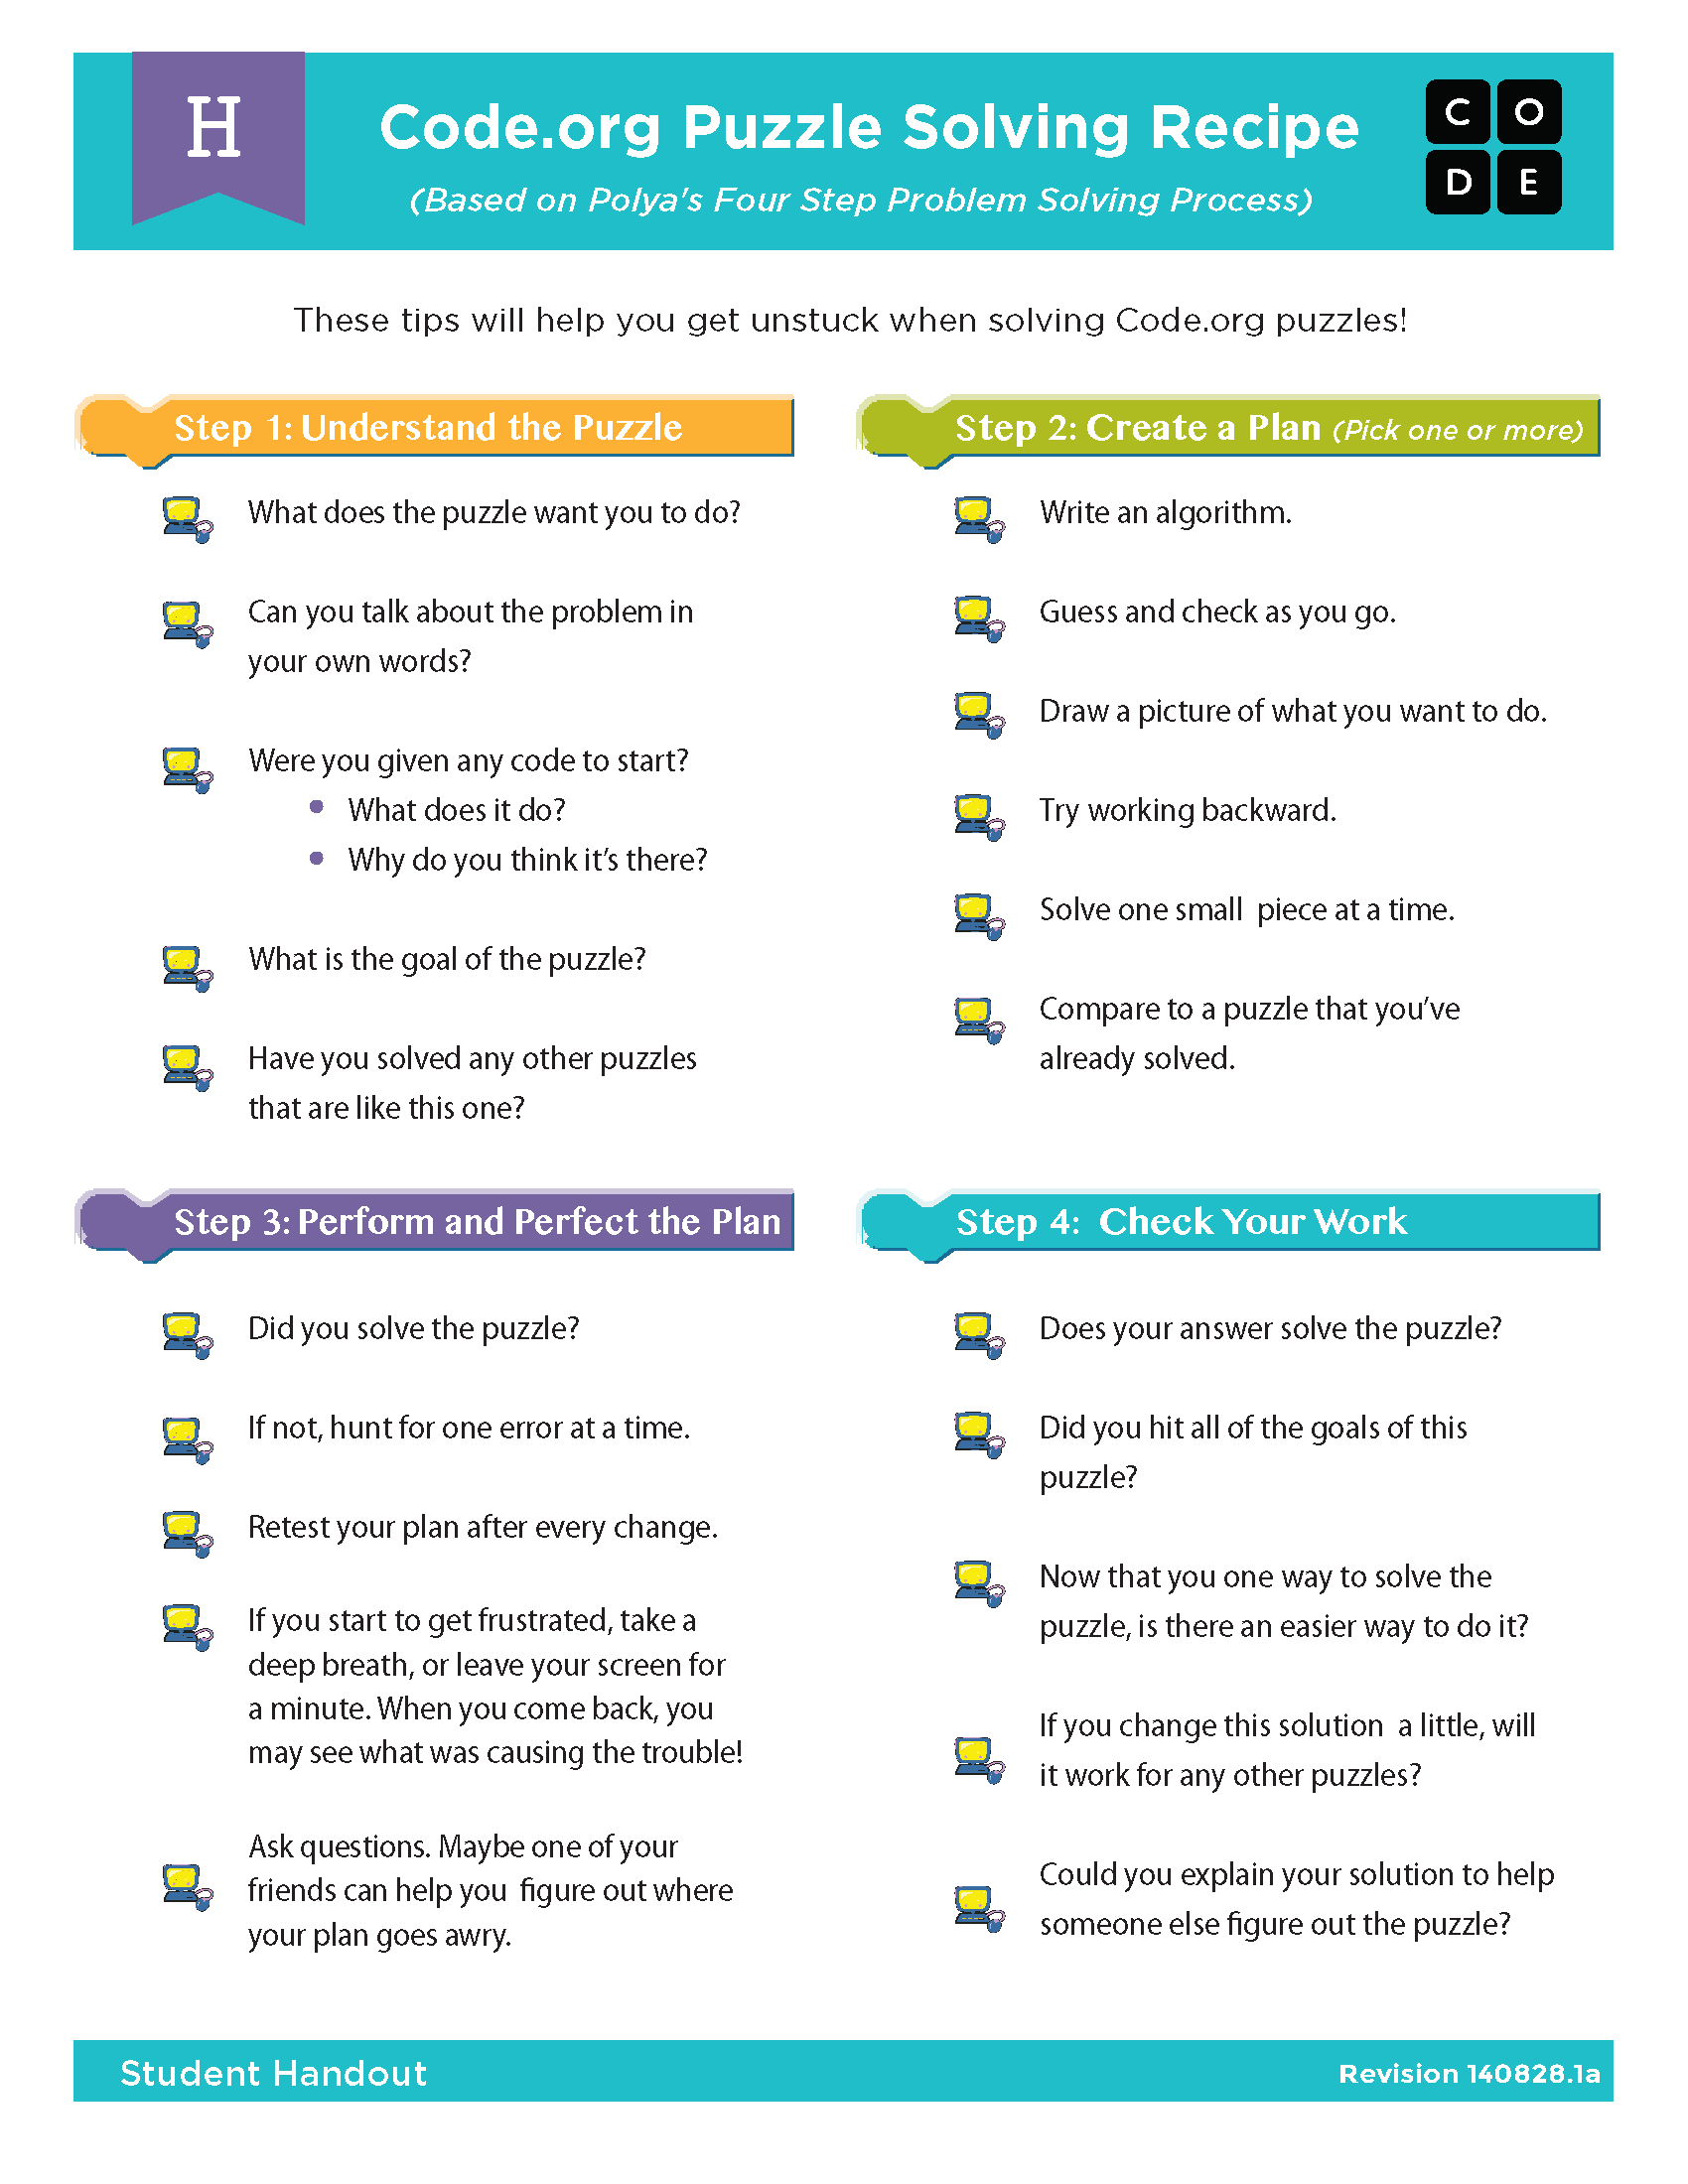 H
Code.org Puzzle Solving Recipe
(Based on Polya's Four Step Problem Solving Process)
C O
D E
These tips will help you get unstuck when solving Code.org puzzles!
Step 1: Understand the Puzzle
What does the puzzle want you to do?
Can you talk about the problem in
your own words?
Were you given any code to start?
• What does it do?
• Why do you think it’s there?
What is the goal of the puzzle?
Have you solved any other puzzles
that are like this one?
Step 2: Create a Plan (Pick one or more)
Write an algorithm.
Guess and check as you go.
Draw a picture of what you want to do.
Try working backward.
Solve one small piece at a time.
Compare to a puzzle that you’ve
already solved.
Step 3: Perform and Perfect the Plan
Did you solve the puzzle?
If not, hunt for one error at a time.
Retest your plan after every change.
If you start to get frustrated, take a
deep breath, or leave your screen for
a minute. When you come back, you
may see what was causing the trouble!
Ask questions. Maybe one of your
friends can help you figure out where
your plan goes awry.
Step 4: Check Your Work
Does your answer solve the puzzle?
Did you hit all of the goals of this
puzzle?
Now that you one way to solve the
puzzle, is there an easier way to do it?
If you change this solution a little, will
it work for any other puzzles?
Could you explain your solution to help
someone else figure out the puzzle?
Student Handout
Revision 140828.1a